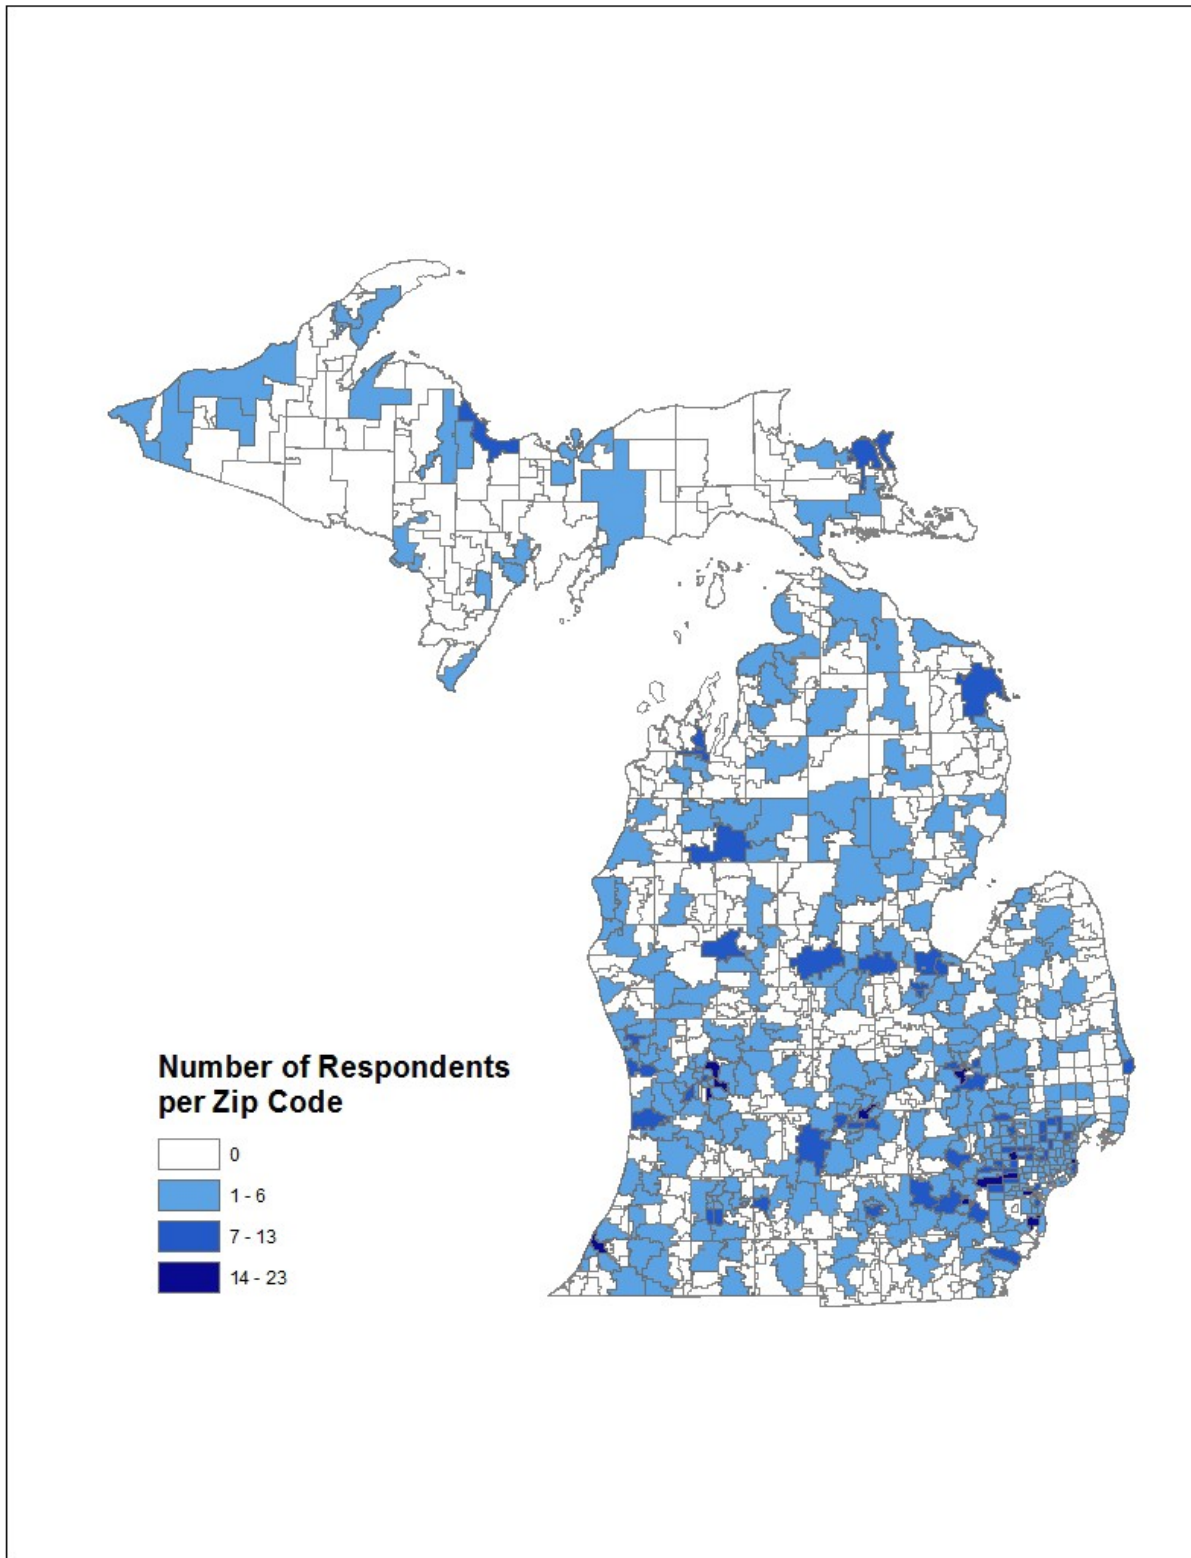 Number of Respondents
per Zip Code
0
1 - 6
7 - 13
14 - 23